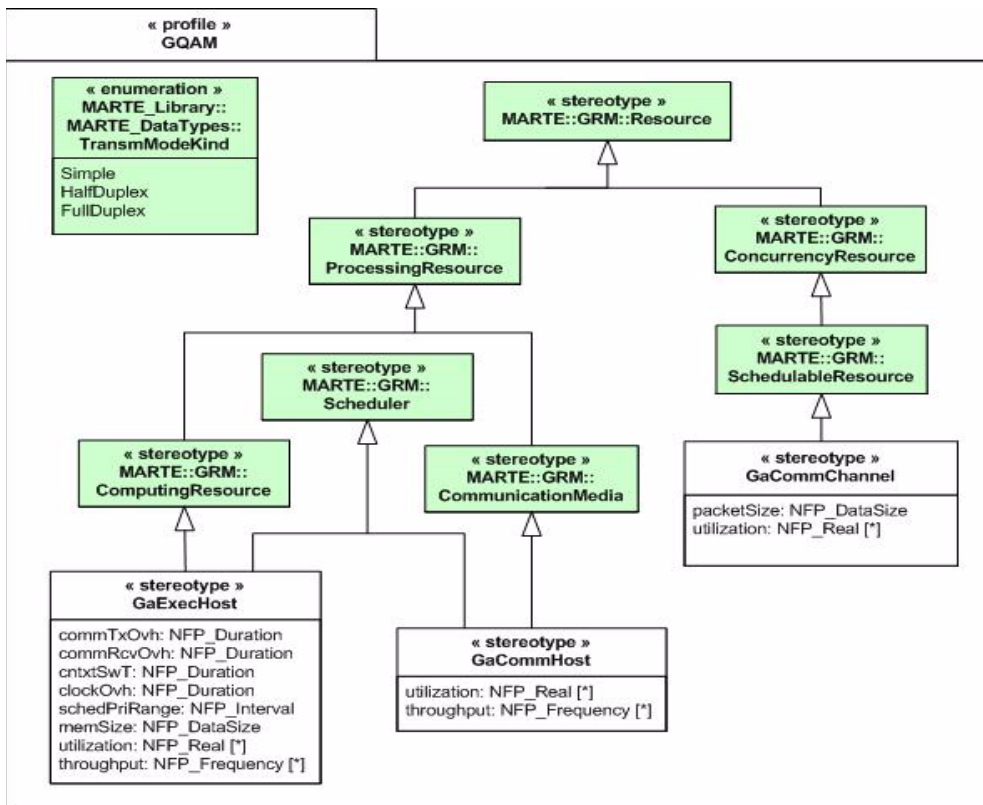 « profile »
GQAM
« enumeration »
MARTE_Library::
MARTE_DataTypes::
TransmModeKind
Simple
HalfDuplex
FullDuplex
« stereotype »
MARTE::GRM::Resource
« stereotype »
MARTE::GRM::
ProcessingResource
« stereotype »
MARTE::GRM::
ConcurrencyResource
« stereotype »
MARTE::GRM::
Scheduler
« stereotype »
MARTE::GRM::
SchedulableResource
« stereotype »
MARTE::GRM::
ComputingResource
« stereotype »
MARTE::GRM::
CommunicationMedia
« stereotype »
GaCommChannel
packetSize: NFP_DataSize
utilization: NFP_Real [*]
« stereotype »
GaExecHost
commTxOvh: NFP_Duration
commRcvOvh: NFP_Duration
cntxtSwT: NFP_Duration
clockOvh: NFP_Duration
schedPriRange: NFP_Interval
memSize: NFP_DataSize
utilization: NFP_Real [*]
throughput: NFP_Frequency [*]
« stereotype »
GaCommHost
utilization: NFP_Real [*]
throughput: NFP_Frequency [*]